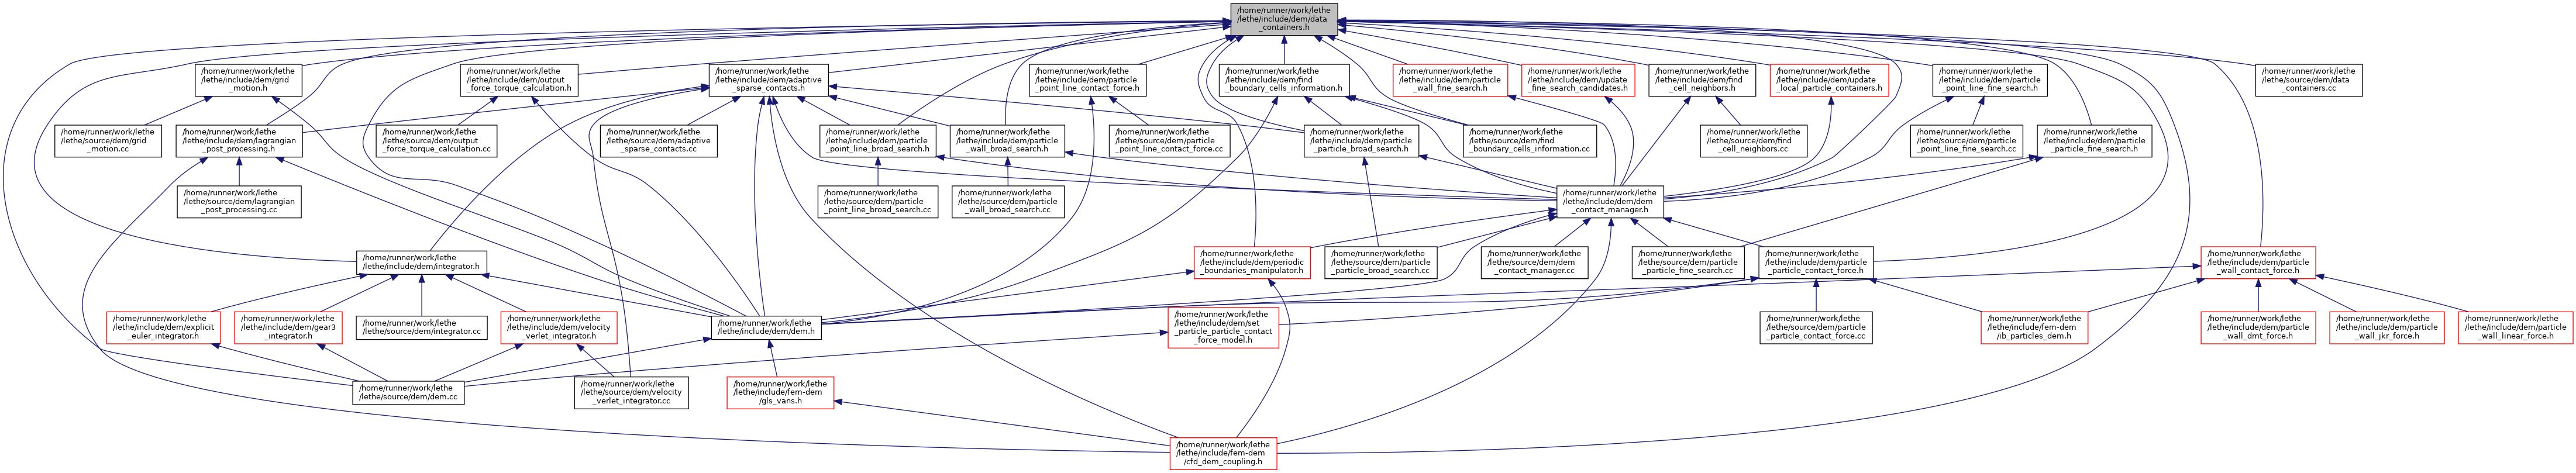 /home/runner/work/lethe
/lethe/include/dem/data
_containers.h
/home/runner/work/lethe
/lethe/include/dem/grid
_motion.h
/home/runner/work/lethe
/lethe/include/dem/output
_force_torque_calculation.h
/home/runner/work/lethe
/lethe/include/dem/adaptive
_sparse_contacts.h
/home/runner/work/lethe
/lethe/include/dem/particle
_point_line_contact_force.h
/home/runner/work/lethe
/lethe/include/dem/find
_boundary_cells_information.h
/home/runner/work/lethe
/lethe/include/dem/particle
_wall_fine_search.h
/home/runner/work/lethe
/lethe/include/dem/update
_fine_search_candidates.h
/home/runner/work/lethe
/lethe/include/dem/find
_cell_neighbors.h
/home/runner/work/lethe
/lethe/include/dem/update
_local_particle_containers.h
/home/runner/work/lethe
/lethe/include/dem/particle
_point_line_fine_search.h
/home/runner/work/lethe
/lethe/source/dem/data
_containers.cc
/home/runner/work/lethe
/lethe/source/dem/grid
_motion.cc
/home/runner/work/lethe
/lethe/include/dem/lagrangian
_post_processing.h
/home/runner/work/lethe
/lethe/source/dem/output
_force_torque_calculation.cc
/home/runner/work/lethe
/lethe/source/dem/adaptive
_sparse_contacts.cc
/home/runner/work/lethe
/lethe/include/dem/particle
_point_line_broad_search.h
/home/runner/work/lethe
/lethe/include/dem/particle
_wall_broad_search.h
/home/runner/work/lethe
/lethe/source/dem/particle
_point_line_contact_force.cc
/home/runner/work/lethe
/lethe/include/dem/particle
_particle_broad_search.h
/home/runner/work/lethe
/lethe/source/dem/find
_boundary_cells_information.cc
/home/runner/work/lethe
/lethe/source/dem/find
_cell_neighbors.cc
/home/runner/work/lethe
/lethe/source/dem/particle
_point_line_fine_search.cc
/home/runner/work/lethe
/lethe/include/dem/particle
_particle_fine_search.h
/home/runner/work/lethe
/lethe/source/dem/lagrangian
_post_processing.cc
/home/runner/work/lethe
/lethe/source/dem/particle
_point_line_broad_search.cc
/home/runner/work/lethe
/lethe/source/dem/particle
_wall_broad_search.cc
/home/runner/work/lethe
/lethe/include/dem/dem
_contact_manager.h
/home/runner/work/lethe
/lethe/include/dem/integrator.h
/home/runner/work/lethe
/lethe/include/dem/periodic
_boundaries_manipulator.h
/home/runner/work/lethe
/lethe/source/dem/particle
_particle_broad_search.cc
/home/runner/work/lethe
/lethe/source/dem/dem
_contact_manager.cc
/home/runner/work/lethe
/lethe/source/dem/particle
_particle_fine_search.cc
/home/runner/work/lethe
/lethe/include/dem/particle
_particle_contact_force.h
/home/runner/work/lethe
/lethe/include/dem/particle
_wall_contact_force.h
/home/runner/work/lethe
/lethe/include/dem/explicit
_euler_integrator.h
/home/runner/work/lethe
/lethe/include/dem/gear3
_integrator.h
/home/runner/work/lethe
/lethe/source/dem/integrator.cc
/home/runner/work/lethe
/lethe/include/dem/velocity
_verlet_integrator.h
/home/runner/work/lethe
/lethe/include/dem/dem.h
/home/runner/work/lethe
/lethe/include/dem/set
_particle_particle_contact
_force_model.h
/home/runner/work/lethe
/lethe/source/dem/particle
_particle_contact_force.cc
/home/runner/work/lethe
/lethe/include/fem-dem
/ib_particles_dem.h
/home/runner/work/lethe
/lethe/include/dem/particle
_wall_dmt_force.h
/home/runner/work/lethe
/lethe/include/dem/particle
_wall_jkr_force.h
/home/runner/work/lethe
/lethe/include/dem/particle
_wall_linear_force.h
/home/runner/work/lethe
/lethe/source/dem/dem.cc
/home/runner/work/lethe
/lethe/source/dem/velocity
_verlet_integrator.cc
/home/runner/work/lethe
/lethe/include/fem-dem
/gls_vans.h
/home/runner/work/lethe
/lethe/include/fem-dem
/cfd_dem_coupling.h